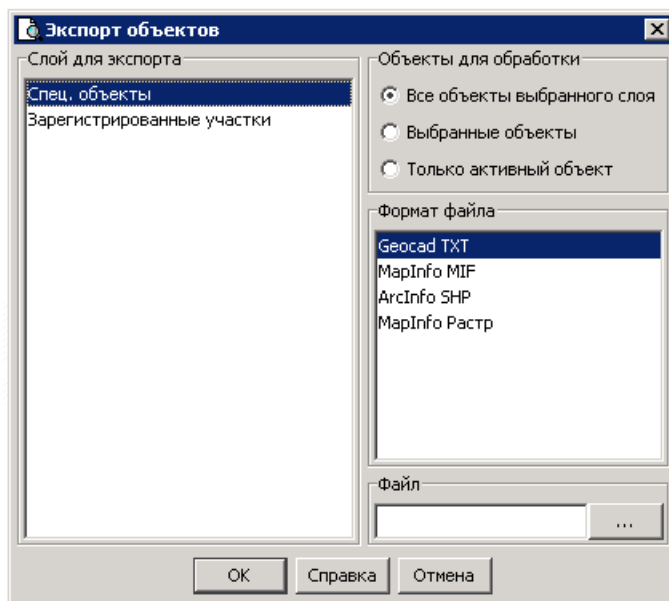 Экспорт объектов
Слой для экспорта
Спец. объекты
Зарегистрированные участки
Объекты для обработки
Все объекты выбранного слоя
Выбранные объекты
Только активный объект
Формат файла
Geocad TXT
MapInfo MIF
ArcInfo SHP
MapInfo Растр
Файл
...
ОК
Справка
Отмена